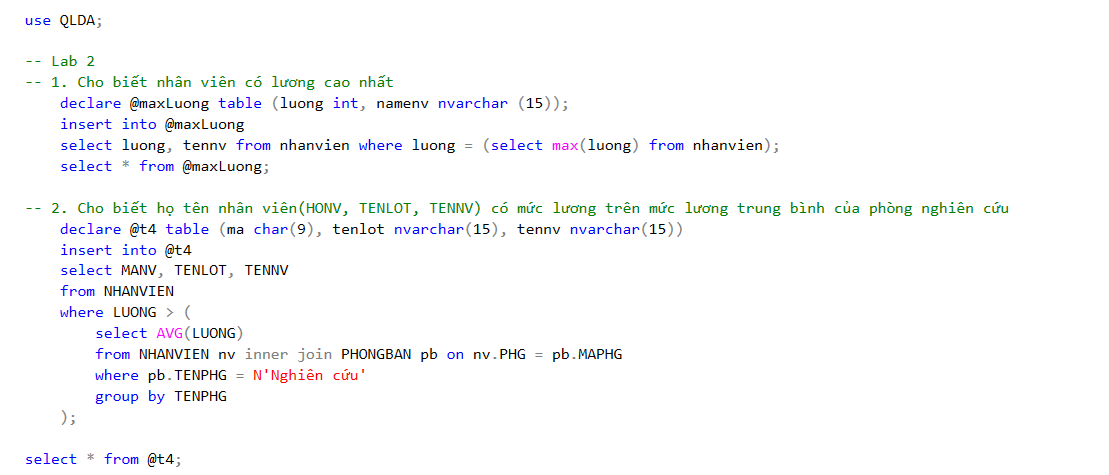 use QLDA;
-- Lab 2
-- 1. Cho biết nhân viên có lương cao nhất
declare @maxLuong table (luong int, namenv nvarchar (15));
insert into @maxLuong
select luong, tennv from nhanvien where luong = (select max(luong) from nhanvien);
select * from @maxLuong;
-- 2. Cho biết họ tên nhân viên(HONV, TENLOT, TENNV) có mức lương trên mức lương trung bình của phòng nghiên cứu
declare @t4 table (ma char(9), tenlot nvarchar(15), tennv nvarchar(15))
insert into @t4
select MANV, TENLOT, TENNV
from NHANVIEN
where LUONG > (
select AVG(LUONG)
from NHANVIEN nv inner join PHONGBAN pb on nv.PHG = pb.MAPHG
where pb.TENPHG = N'Nghiên cứu'
group by TENPHG
);
select * from @t4;